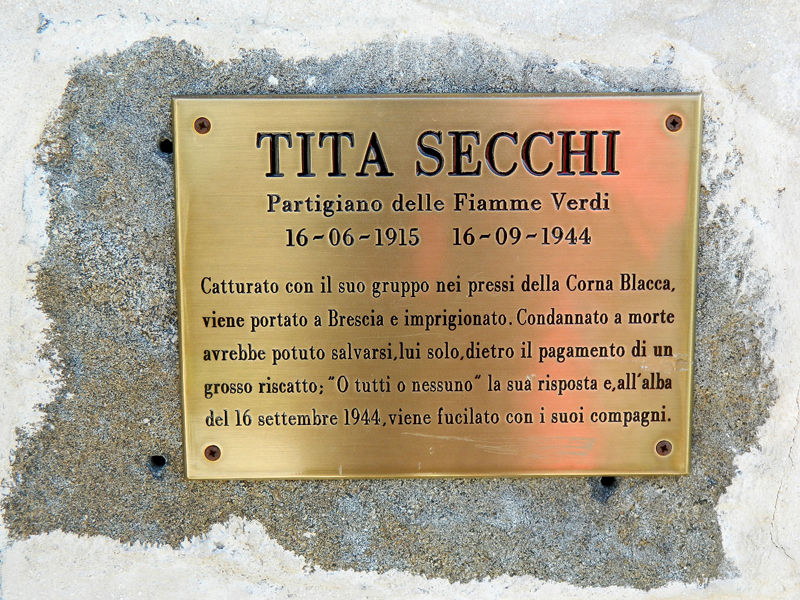 TITA SECCHI
Partigiano delle Fiamme Verdi
16-06-1915 16-09-1944
Catturato con il suo gruppo nei pressi della Corna Blacca,
viene portato a Brescia e imprigionato. Condannato a morte
avrebbe potuto salvarsi,lui solo,dietro il pagamento di un
grosso riscatto; "O tutti o nessuno" la sua risposta e,all'alba
del 16 settembre 1944,viene fucilato con i suoi compagni.